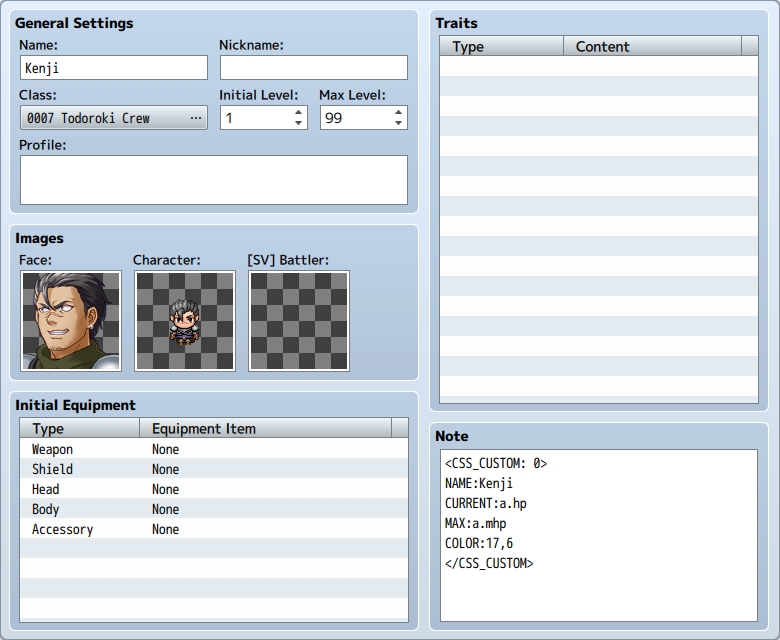 General Settings
Name: Nickname:
Kenji
Class: Initial Level: Max Level:
0007 Todoroki Crew ... 1 99
Profile:
Images
Face: Character: [SV] Battler:
Initial Equipment
Type Equipment Item
Weapon None
Shield None
Head None
Body None
Accessory None
Traits
Type Content
Note
<CSS_CUSTOM: 0>
NAME:Kenji
CURRENT:a.hp
MAX:a.mhp
COLOR:17,6
</CSS_CUSTOM>